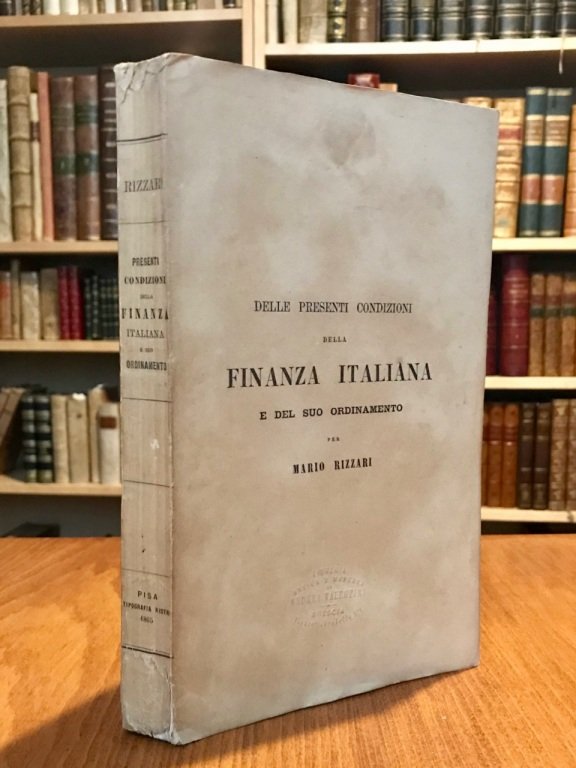 RIZZARI
PRESENTI
CONDIZIONI
DELLA
FINANZA
ITALIANA
E SUO
ORDINAMENTO
PISA
TIPOGRAFIA NISTRI
1865
DELLE PRESENTI CONDIZIONI
DELLA
FINANZA ITALIANA
E DEL SUO ORDINAMENTO
PER
MARIO RIZZARI